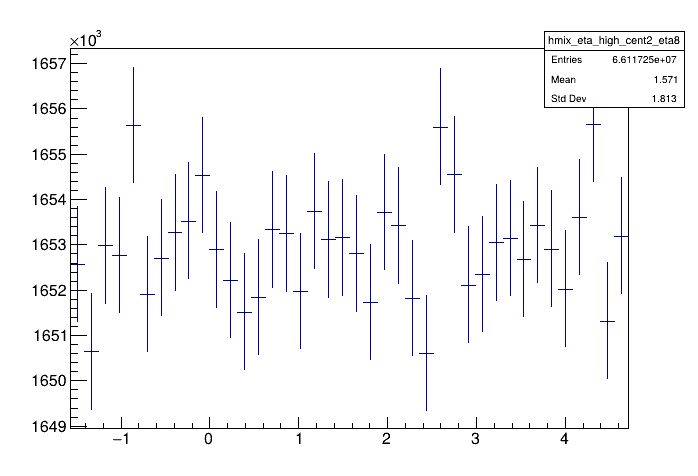 ×10³
hmix_eta_high_cent2_eta8
Entries 6.611725e+07
Mean 1.571
Std Dev 1.813
1657
1656
1655
1654
1653
1652
1651
1650
1649
−1 0 1 2 3 4